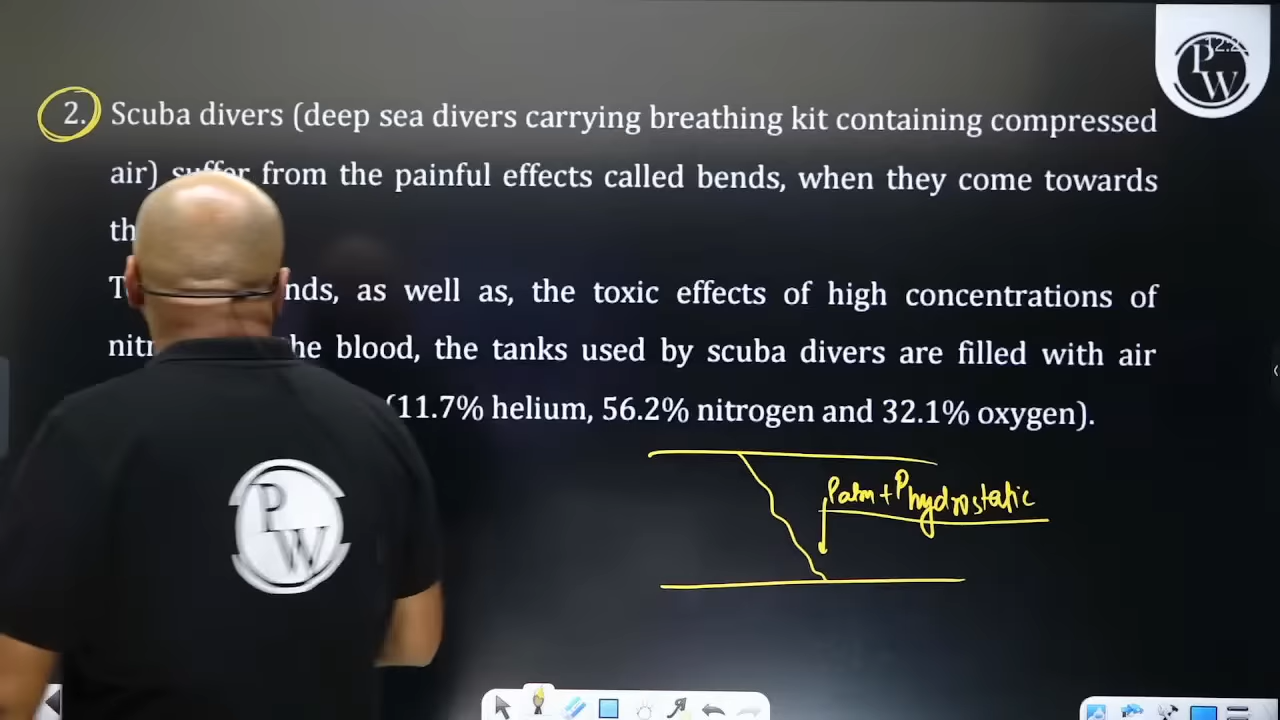 2. Scuba divers (deep sea divers carrying breathing kit containing compressed
air) suffer from the painful effects called bends, when they come towards
th
T nds, as well as, the toxic effects of high concentrations of
nitr he blood, the tanks used by scuba divers are filled with air
(11.7% helium, 56.2% nitrogen and 32.1% oxygen).
Patm + Phydrostatic
P
W
P
W